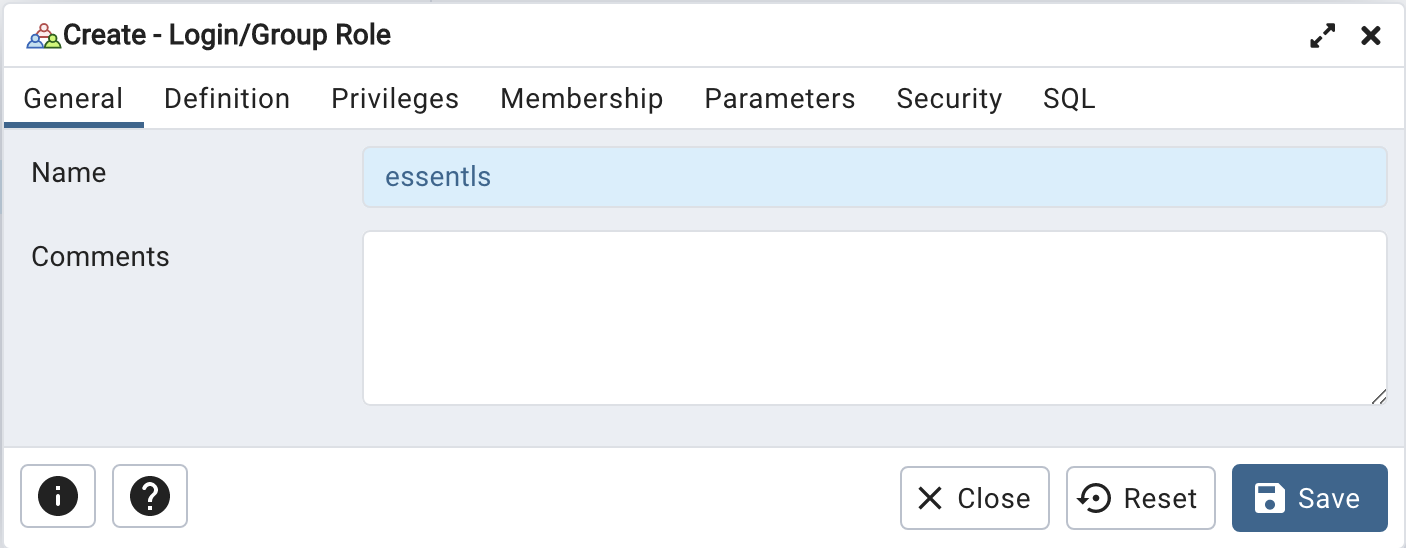 Create - Login/Group Role
General Definition Privileges Membership Parameters Security SQL
Name essentls
Comments
Close Reset Save